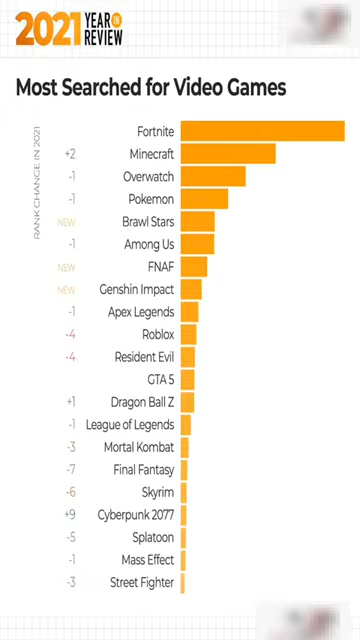 2021 YEAR IN REVIEW
Most Searched for Video Games
RANK CHANGE IN 2021
Fortnite
+2 Minecraft
-1 Overwatch
-1 Pokemon
NEW Brawl Stars
-1 Among Us
NEW FNAF
NEW Genshin Impact
-1 Apex Legends
-4 Roblox
-4 Resident Evil
GTA 5
+1 Dragon Ball Z
-1 League of Legends
-3 Mortal Kombat
-7 Final Fantasy
-6 Skyrim
+9 Cyberpunk 2077
-5 Splatoon
-1 Mass Effect
-3 Street Fighter